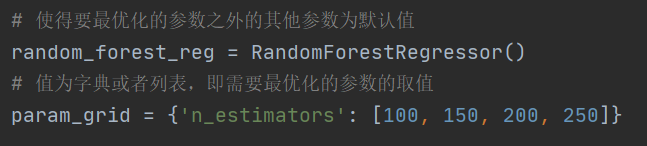 # 使得要最优化的参数之外的其他参数为默认值
random_forest_reg = RandomForestRegressor()
# 值为字典或者列表，即需要最优化的参数的取值
param_grid = {'n_estimators': [100, 150, 200, 250]}